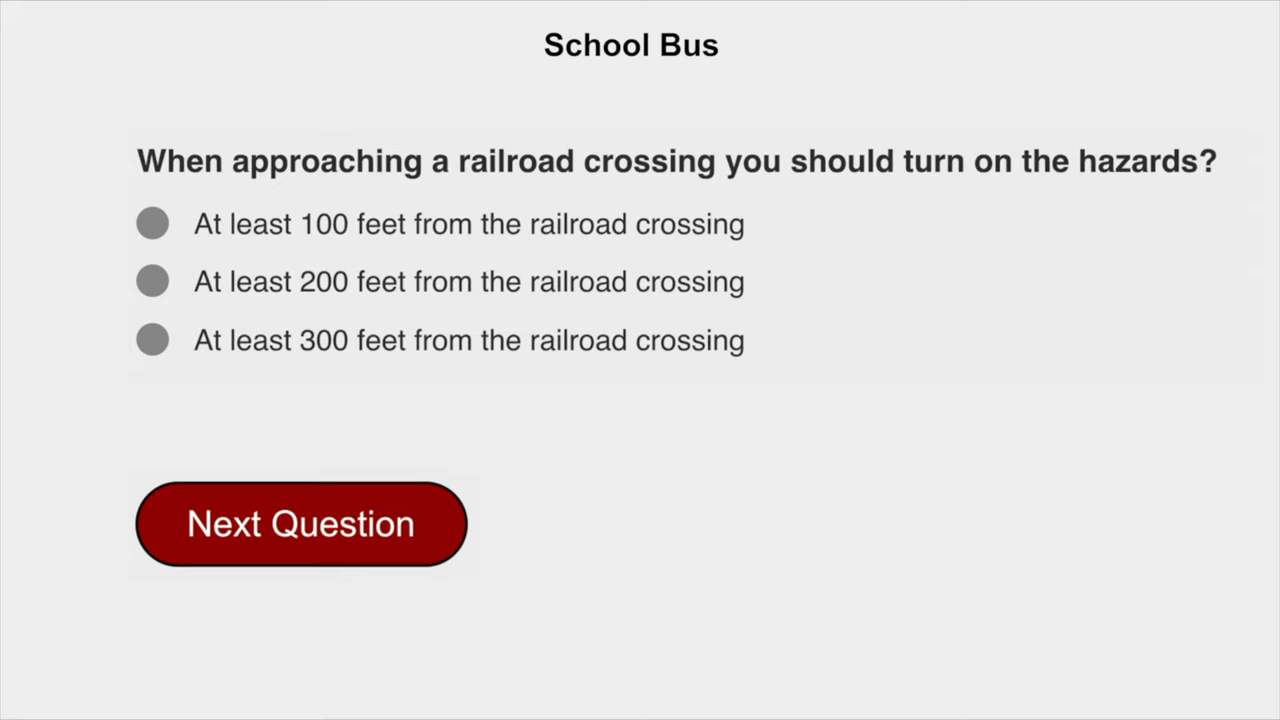 School Bus
When approaching a railroad crossing you should turn on the hazards?
At least 100 feet from the railroad crossing
At least 200 feet from the railroad crossing
At least 300 feet from the railroad crossing
Next Question